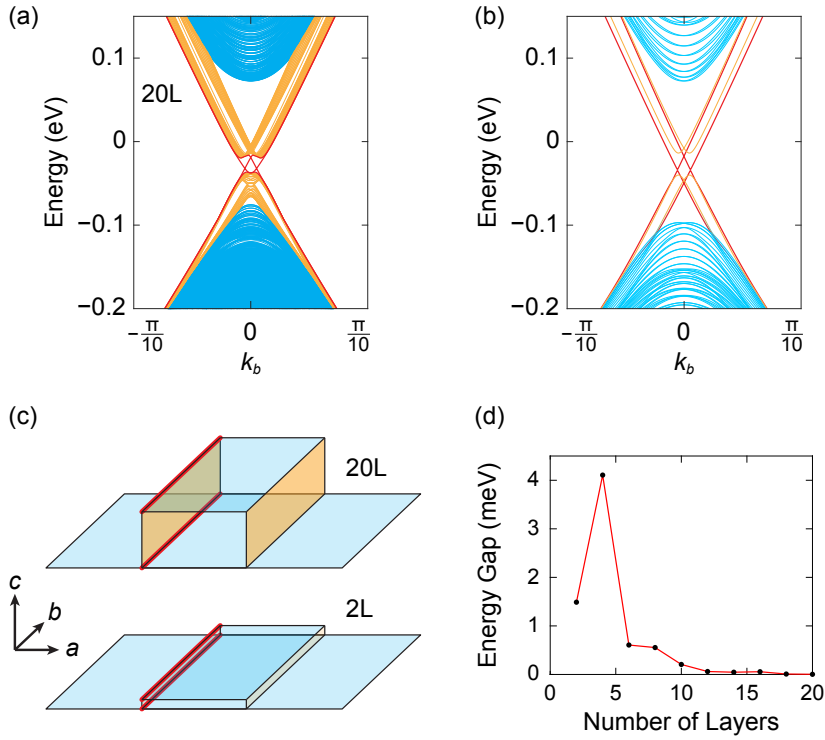 (a)
0.1
0
−0.1
−0.2
Energy (eV)
20L
−π/10
0
π/10
k_b
(b)
0.1
0
−0.1
−0.2
Energy (eV)
−π/10
0
π/10
k_b
(c)
20L
2L
c
b
a
(d)
4
3
2
1
0
Energy Gap (meV)
0
5
10
15
20
Number of Layers